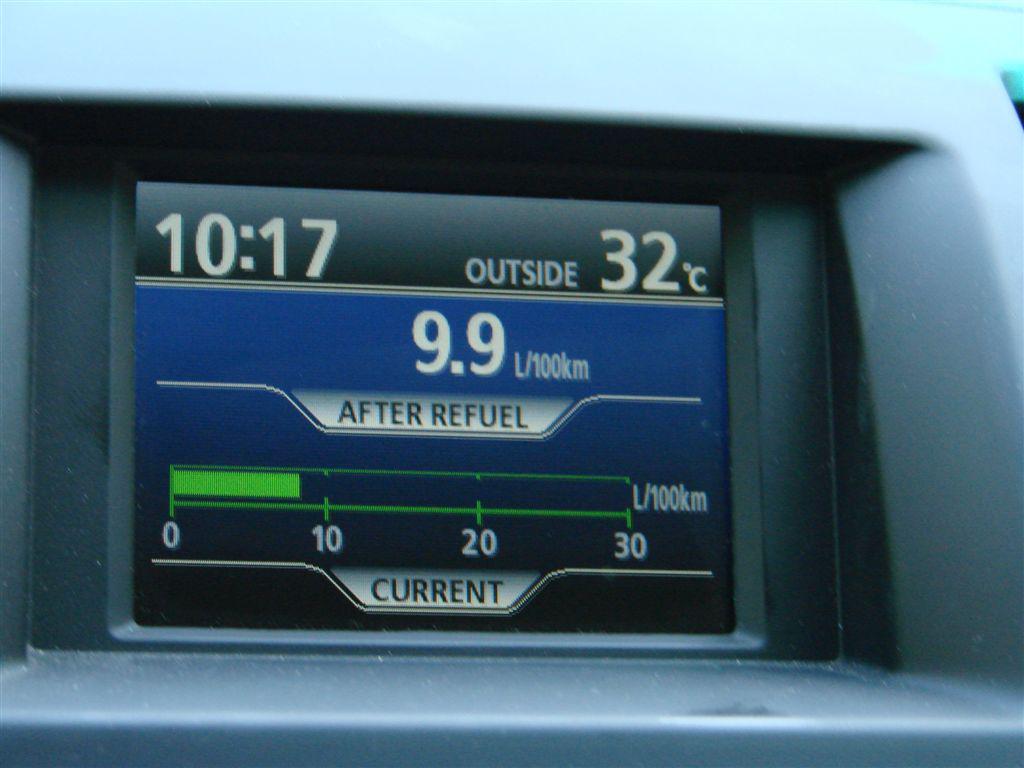 10:17 OUTSIDE 32°C
9.9 L/100km
AFTER REFUEL
L/100km
0 10 20 30
CURRENT